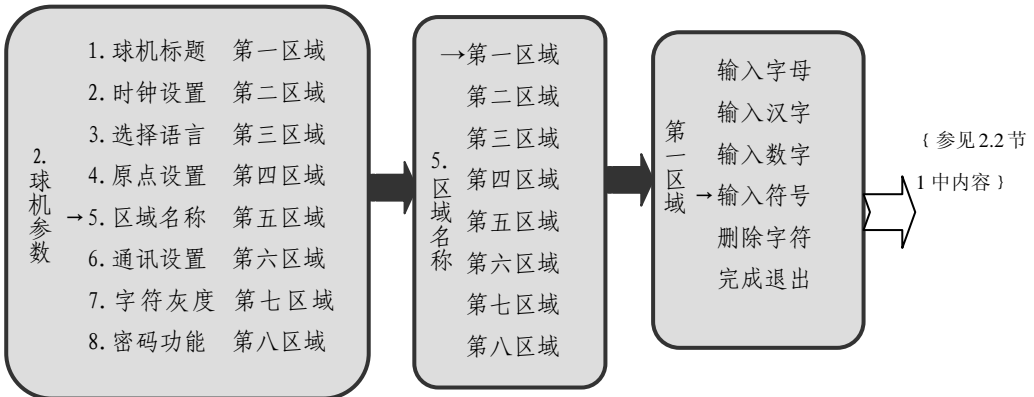 2.球机参数
1.球机标题 第一区域
2.时钟设置 第二区域
3.选择语言 第三区域
4.原点设置 第四区域
→5.区域名称 第五区域
6.通讯设置 第六区域
7.字符灰度 第七区域
8.密码功能 第八区域
5.区域名称
→第一区域
第二区域
第三区域
第四区域
第五区域
第六区域
第七区域
第八区域
第一区域
输入字母
输入汉字
输入数字
→输入符号
删除字符
完成退出
{参见2.2节
1中内容}